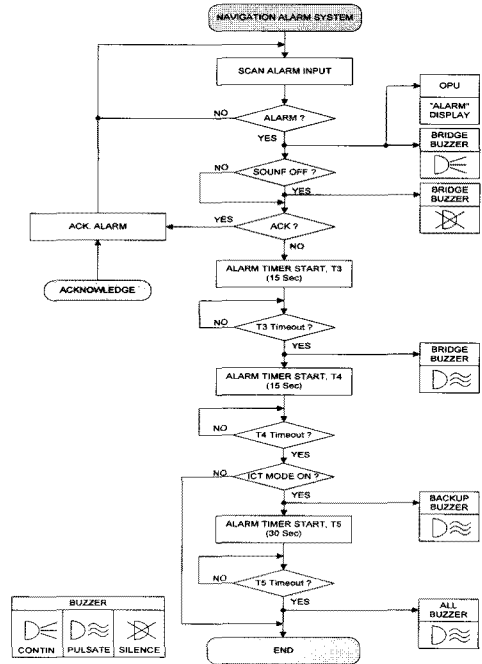 NAVIGATION ALARM SYSTEM
SCAN ALARM INPUT
OPU
"ALARM"
DISPLAY
NO
ALARM ?
YES
BRIDGE
BUZZER
NO
SOUNF OFF ?
YES
BRIDGE
BUZZER
ACK. ALARM
YES
ACK ?
NO
ACKNOWLEDGE
ALARM TIMER START, T3
(15 Sec)
NO
T3 Timeout ?
YES
BRIDGE
BUZZER
ALARM TIMER START, T4
(15 Sec)
NO
T4 Timeout ?
YES
NO
ICT MODE ON ?
YES
BACKUP
BUZZER
ALARM TIMER START, T5
(30 Sec)
NO
T5 Timeout ?
YES
ALL
BUZZER
END
BUZZER
CONTIN
PULSATE
SILENCE